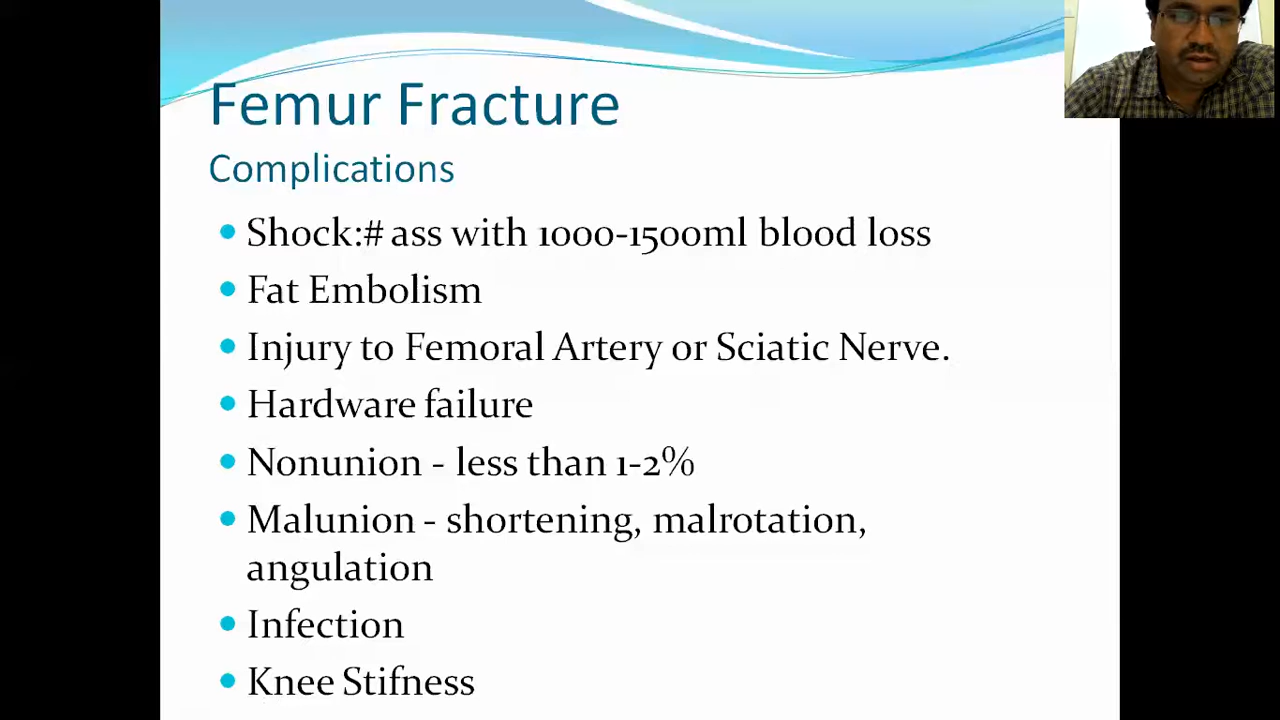 Femur Fracture
Complications
Shock:# ass with 1000-1500ml blood loss
Fat Embolism
Injury to Femoral Artery or Sciatic Nerve.
Hardware failure
Nonunion - less than 1-2%
Malunion - shortening, malrotation,
angulation
Infection
Knee Stifness